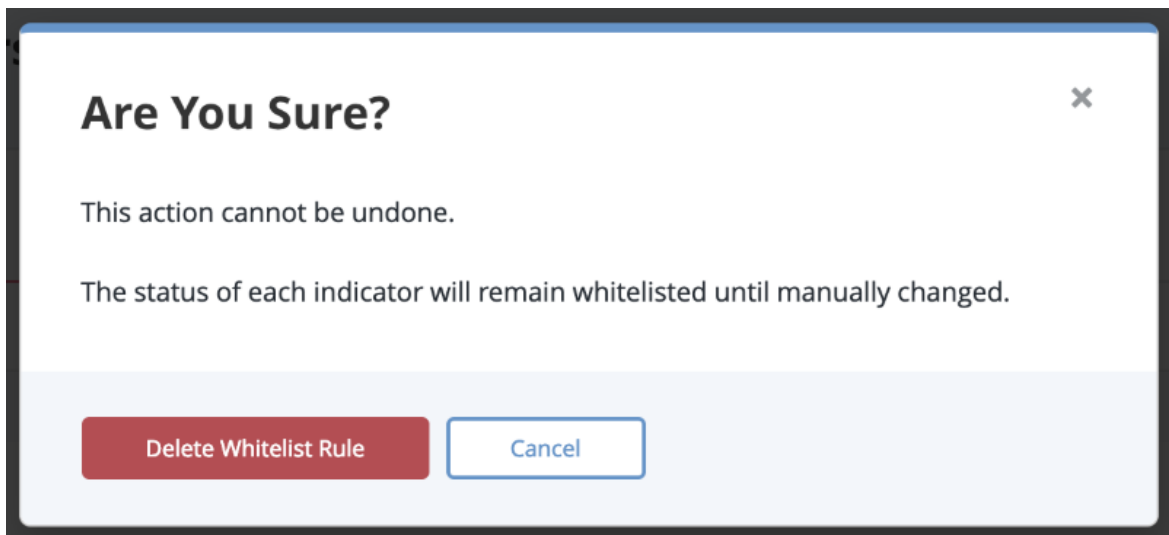 Are You Sure?
This action cannot be undone.
The status of each indicator will remain whitelisted until manually changed.
Delete Whitelist Rule
Cancel